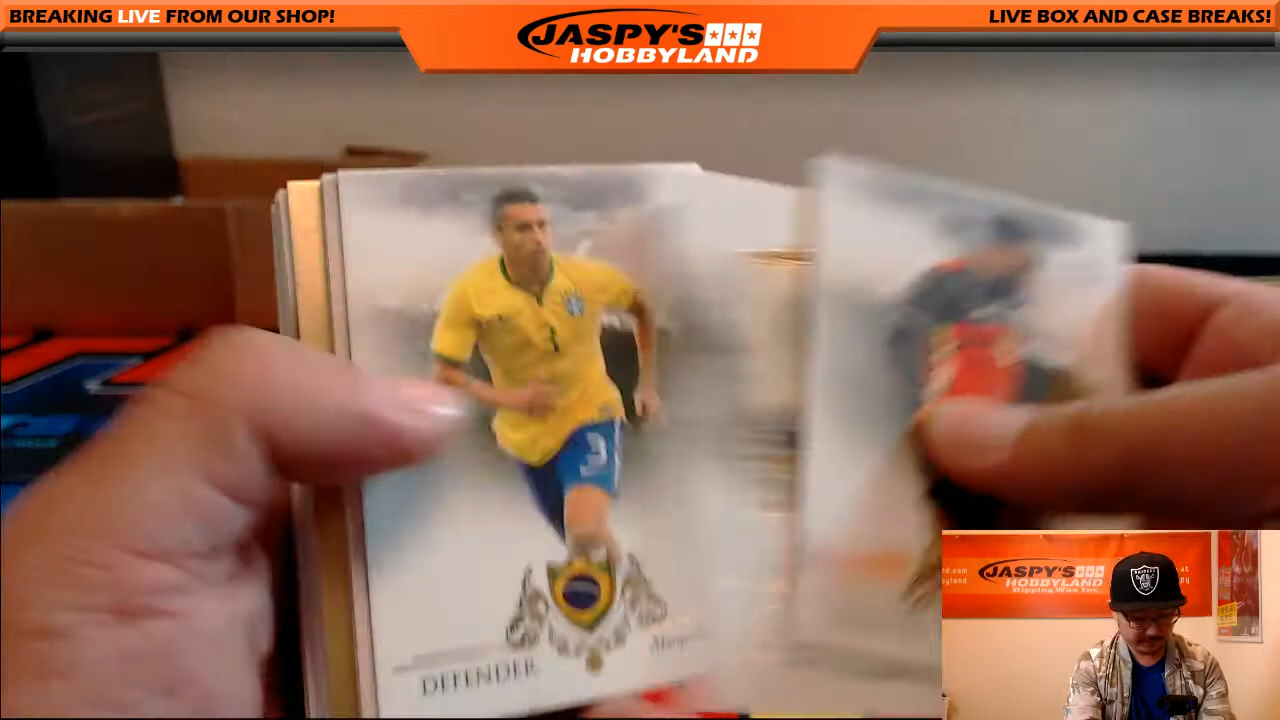 BREAKING LIVE FROM OUR SHOP!
JASPY'S
HOBBYLAND
LIVE BOX AND CASE BREAKS!
3
DEFENDER
JASPY'S
HOBBYLAND
Ripping Wax Inc.
RAIDERS